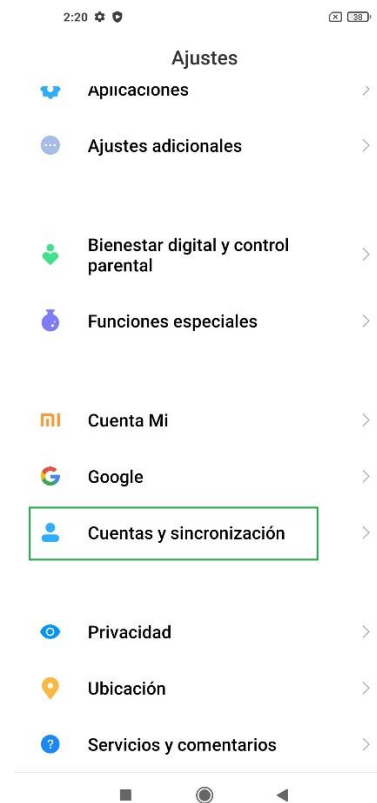 2:20
38
Ajustes
Aplicaciones
Ajustes adicionales
Bienestar digital y control
parental
Funciones especiales
Cuenta Mi
Google
Cuentas y sincronización
Privacidad
Ubicación
Servicios y comentarios